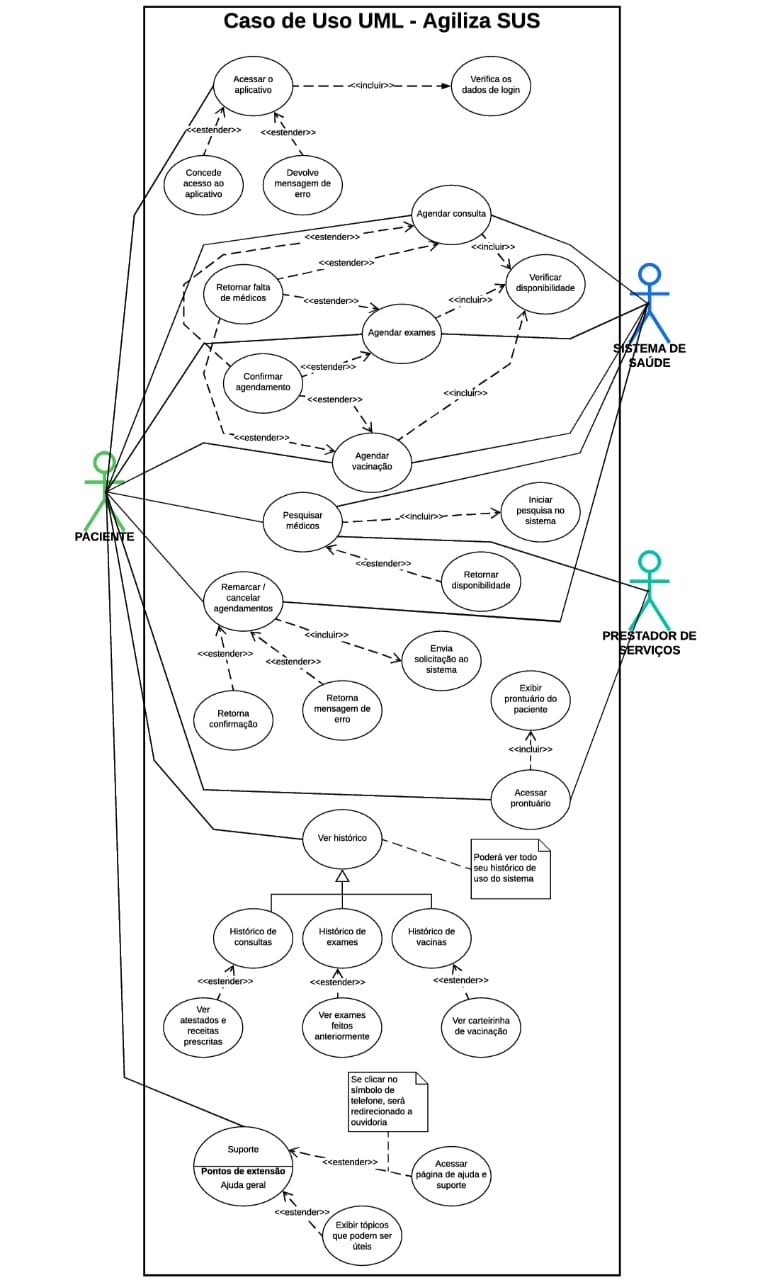 Caso de Uso UML - Agiliza SUS
Acessar o
aplicativo
<<incluir>>
Verifica os
dados de login
<<estender>>
<<estender>>
Concede
acesso ao
aplicativo
Devolve
mensagem de
erro
Agendar consulta
<<estender>>
<<incluir>>
<<estender>>
Retornar falta
de médicos
Verificar
disponibilidade
<<estender>>
<<incluir>>
Agendar exames
SISTEMA DE
SAÚDE
<<estender>>
Confirmar
agendamento
<<estender>>
<<incluir>>
<<estender>>
Agendar
vacinação
PACIENTE
Pesquisar
médicos
<<incluir>>
Iniciar
pesquisa no
sistema
<<estender>>
Retornar
disponibilidade
Remarcar /
cancelar
agendamentos
PRESTADOR DE
SERVIÇOS
<<incluir>>
<<estender>>
<<estender>>
Envia
solicitação ao
sistema
Retorna
confirmação
Retorna
mensagem de
erro
Exibir
prontuário do
paciente
<<incluir>>
Acessar
prontuário
Ver histórico
Poderá ver todo
seu histórico de
uso do sistema
Histórico de
consultas
Histórico de
exames
Histórico de
vacinas
<<estender>>
<<estender>>
<<estender>>
Ver
atestados e
receitas
prescritas
Ver exames
feitos
anteriormente
Ver carteirinha
de vacinação
Se clicar no
símbolo de
telefone, será
redirecionado a
ouvidoria
Suporte
Pontos de extensão
Ajuda geral
<<estender>>
Acessar
página de ajuda e
suporte
<<estender>>
Exibir tópicos
que podem ser
úteis